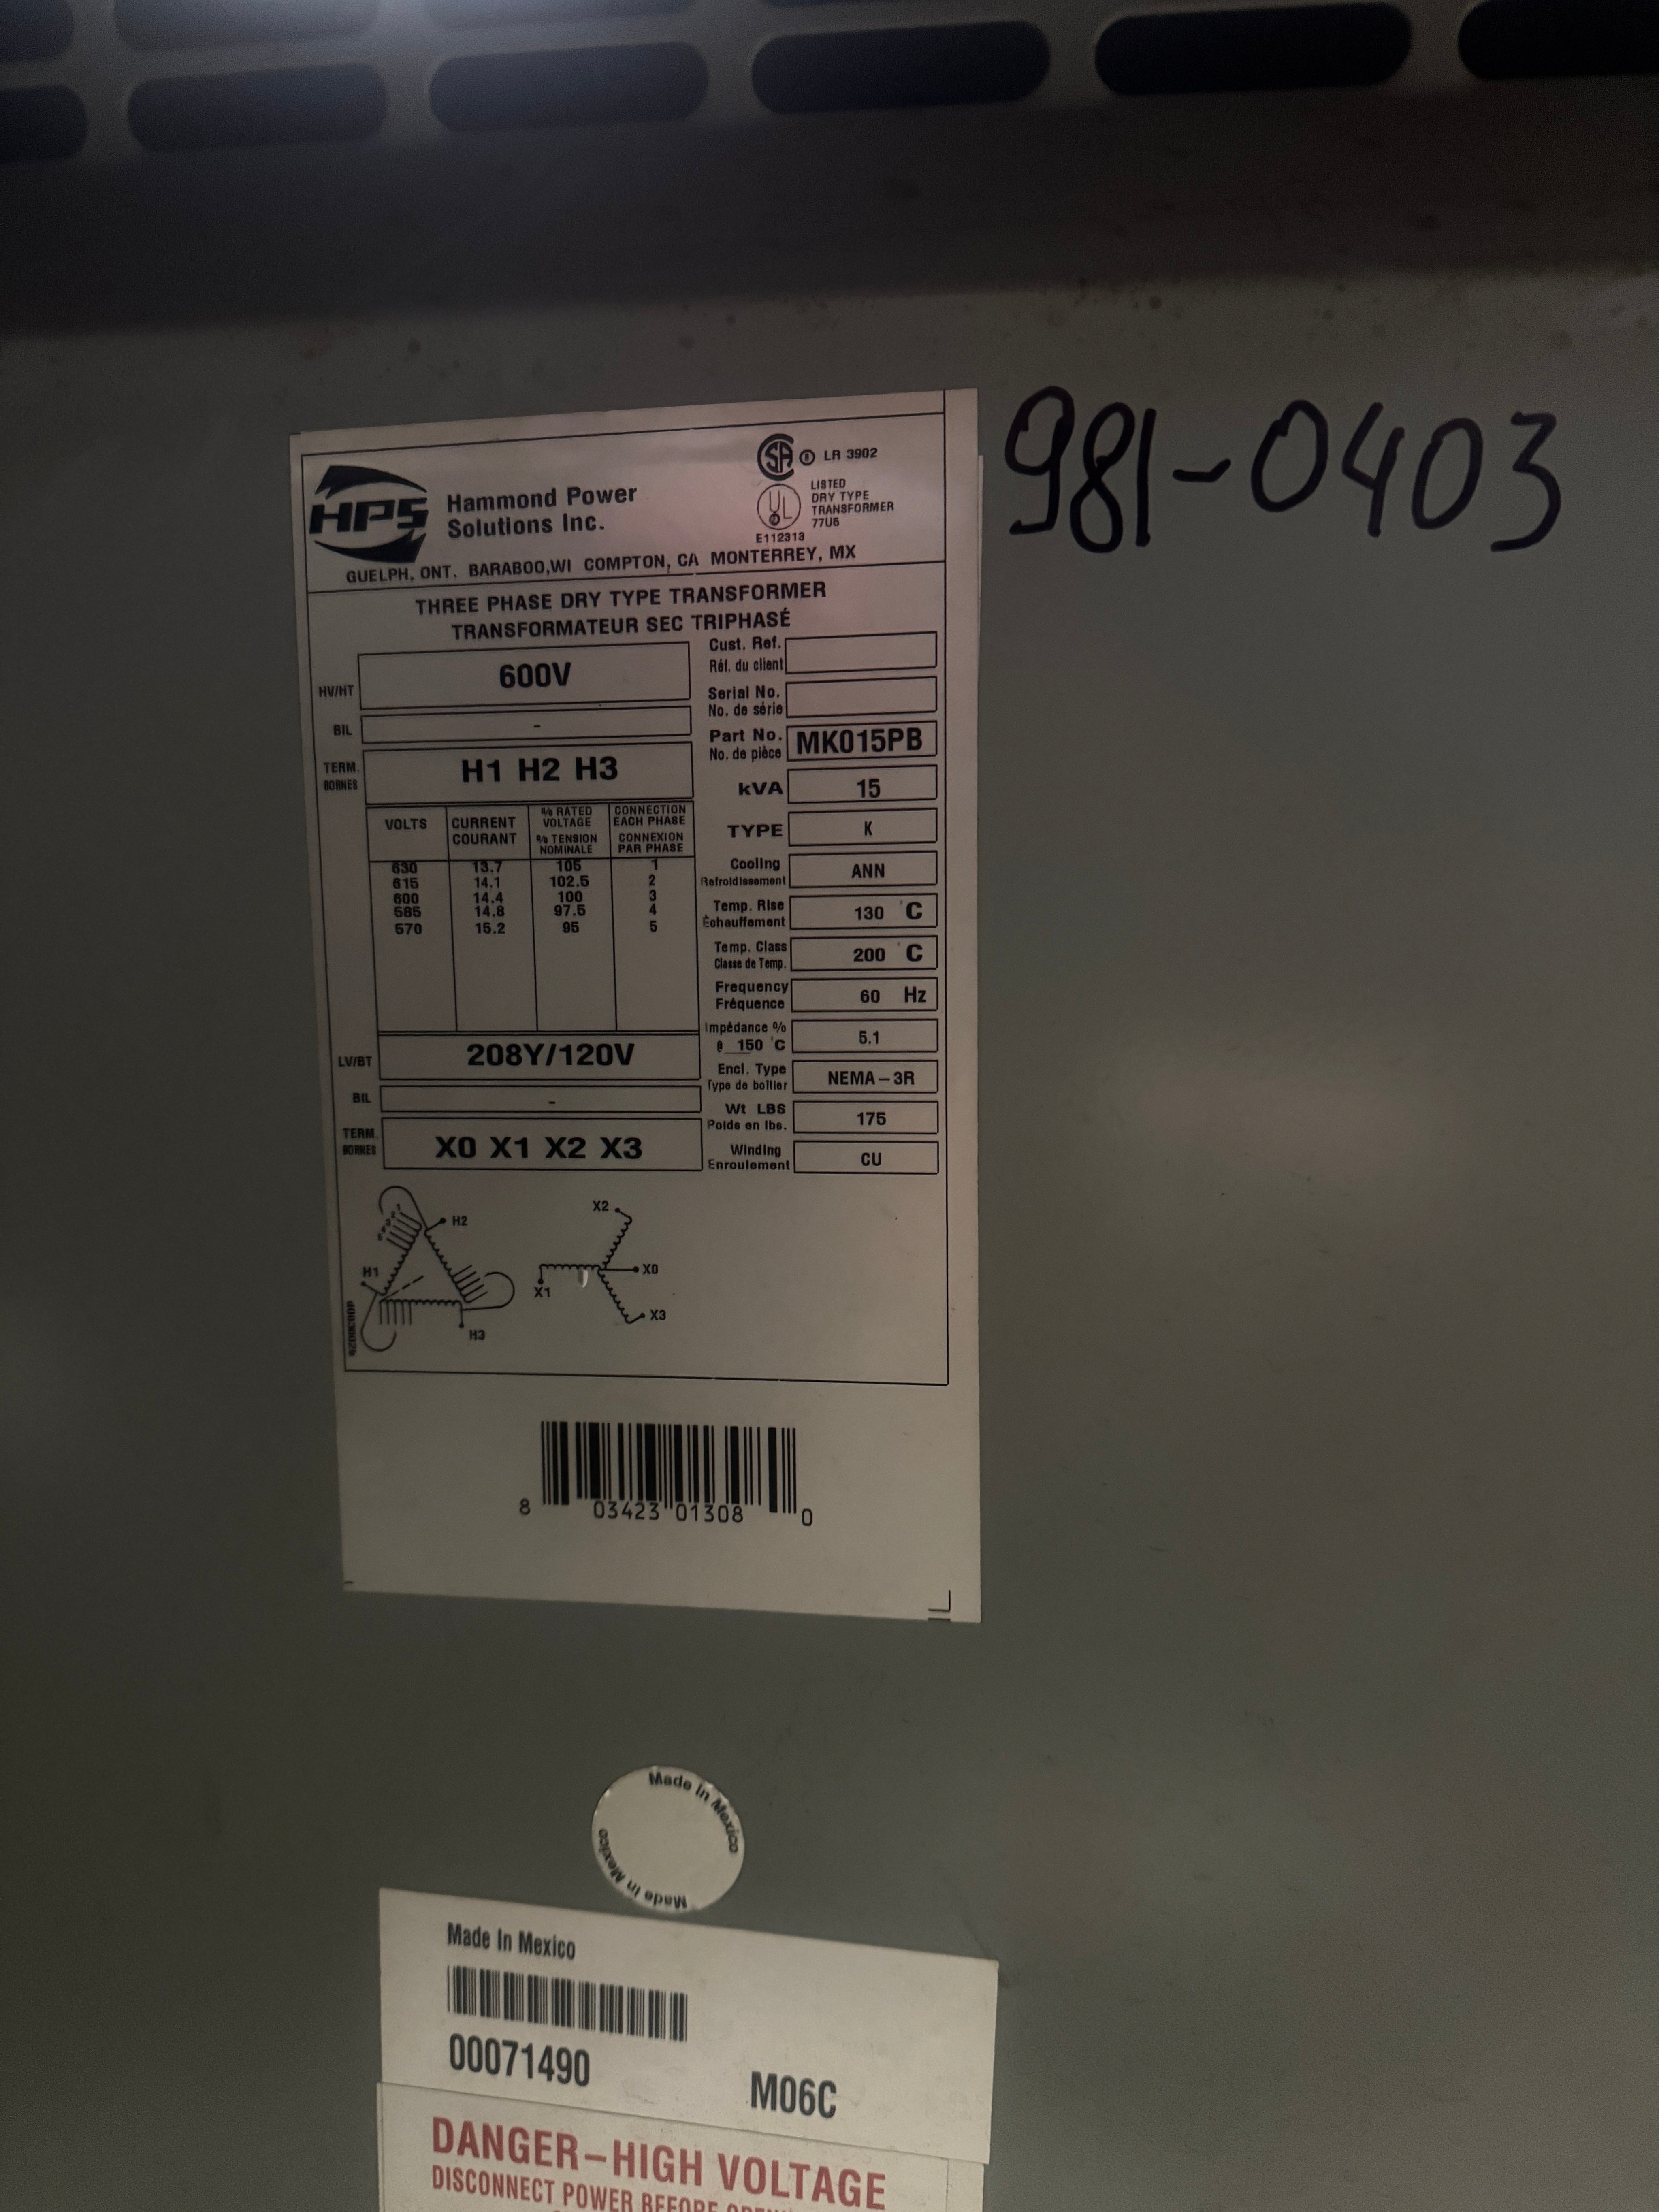 981-0403
HPS
Hammond Power
Solutions Inc.
SA ® LR 3902
UL
LISTED
DRY TYPE
TRANSFORMER
77U6
E112313
GUELPH, ONT. BARABOO,WI COMPTON, CA MONTERREY, MX
THREE PHASE DRY TYPE TRANSFORMER
TRANSFORMATEUR SEC TRIPHASÉ
HV/HT 600V
BIL -
TERM. BORNES H1 H2 H3
VOLTS CURRENT COURANT % RATED VOLTAGE % TENSION NOMINALE CONNECTION EACH PHASE CONNEXION PAR PHASE
630 13.7 105 1
615 14.1 102.5 2
600 14.4 100 3
585 14.8 97.5 4
570 15.2 95 5
LV/BT 208Y/120V
BIL -
TERM. BORNES X0 X1 X2 X3
Cust. Ref.
Réf. du client
Serial No.
No. de série
Part No. No. de pièce MK015PB
kVA 15
TYPE K
Cooling Refroidissement ANN
Temp. Rise Échauffement 130 °C
Temp. Class Classe de Temp. 200 °C
Frequency Fréquence 60 Hz
Impédance % @ 150 °C 5.1
Encl. Type Type de boîtier NEMA-3R
Wt LBS Poids en lbs. 175
Winding Enroulement CU
H2
H1
H3
X2
X0
X1
X3
8 03423 01308 0
Made In Mexico
Made In Mexico
Made In Mexico
00071490
M06C
DANGER-HIGH VOLTAGE
DISCONNECT POWER BEFORE